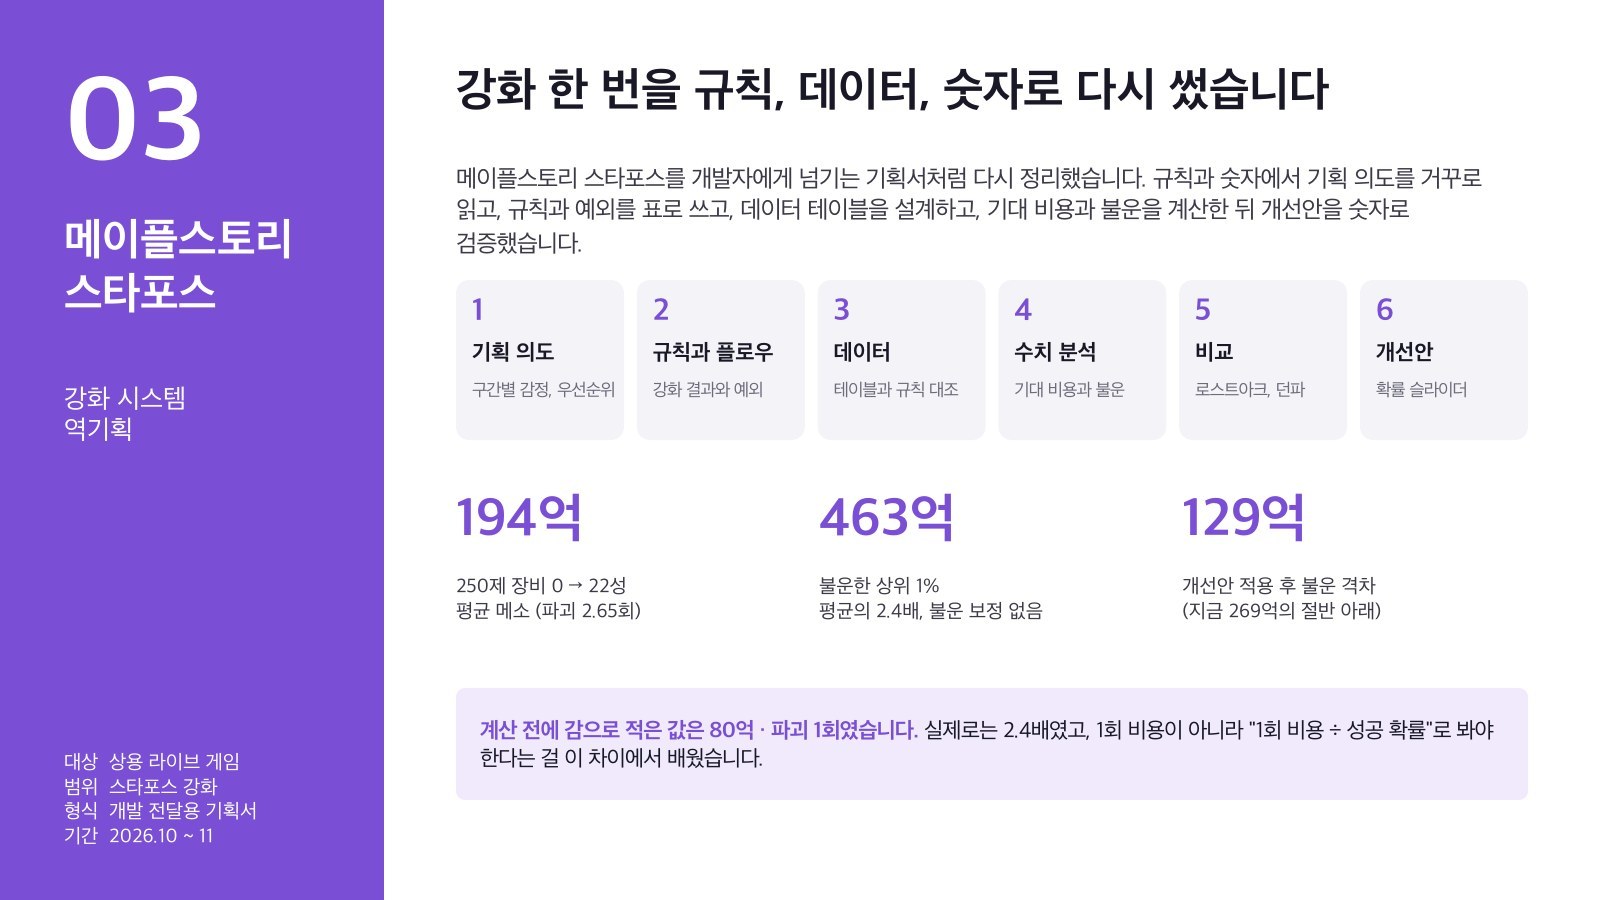 03
메이플스토리
스타포스
강화 시스템
역기획
대상 상용 라이브 게임
범위 스타포스 강화
형식 개발 전달용 기획서
기간 2026.10 ~ 11
강화 한 번을 규칙, 데이터, 숫자로 다시 썼습니다
메이플스토리 스타포스를 개발자에게 넘기는 기획서처럼 다시 정리했습니다. 규칙과 숫자에서 기획 의도를 거꾸로
읽고, 규칙과 예외를 표로 쓰고, 데이터 테이블을 설계하고, 기대 비용과 불운을 계산한 뒤 개선안을 숫자로
검증했습니다.
1
기획 의도
구간별 감정, 우선순위
2
규칙과 플로우
강화 결과와 예외
3
데이터
테이블과 규칙 대조
4
수치 분석
기대 비용과 불운
5
비교
로스트아크, 던파
6
개선안
확률 슬라이더
194억
250제 장비 0 → 22성
평균 메소 (파괴 2.65회)
463억
불운한 상위 1%
평균의 2.4배, 불운 보정 없음
129억
개선안 적용 후 불운 격차
(지금 269억의 절반 아래)
계산 전에 감으로 적은 값은 80억 · 파괴 1회였습니다. 실제로는 2.4배였고, 1회 비용이 아니라 "1회 비용 ÷ 성공 확률"로 봐야
한다는 걸 이 차이에서 배웠습니다.